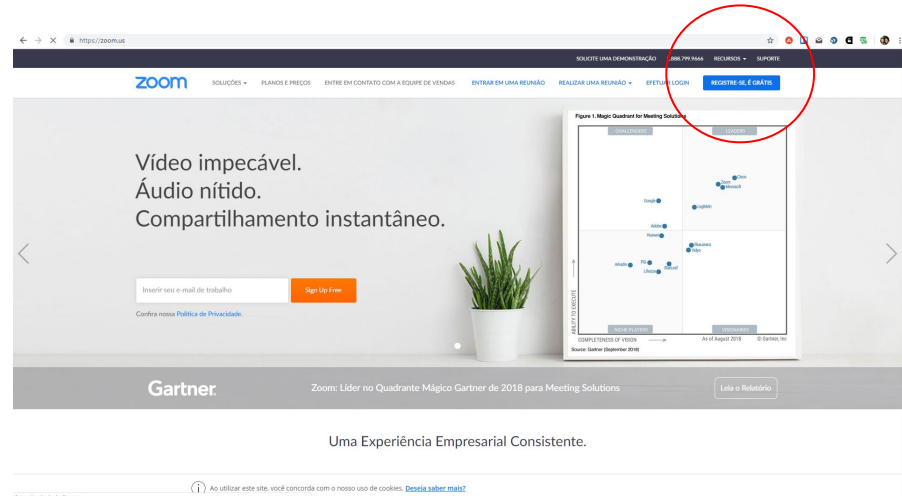 https://zoom.us
SOLICITE UMA DEMONSTRAÇÃO 1.888.799.9666 RECURSOS SUPORTE
zoom SOLUÇÕES PLANOS E PREÇOS ENTRE EM CONTATO COM A EQUIPE DE VENDAS ENTRAR EM UMA REUNIÃO REALIZAR UMA REUNIÃO EFETUAR LOGIN REGISTRE-SE, É GRÁTIS
Vídeo impecável.
Áudio nítido.
Compartilhamento instantâneo.
Inserir seu e-mail de trabalho
Sign Up Free
Confira nossa Política de Privacidade.
Figure 1. Magic Quadrant for Meeting Solutions
CHALLENGERS LEADERS
Cisco
Zoom
Microsoft
Google
LogMeIn
Adobe
Huawei
BlueJeans
Vidyo
Arkadin PGi StarLeaf
Lifesize
ABILITY TO EXECUTE
NICHE PLAYERS VISIONARIES
COMPLETENESS OF VISION As of August 2018 © Gartner, Inc
Source: Gartner (September 2018)
Gartner. Zoom: Líder no Quadrante Mágico Gartner de 2018 para Meeting Solutions Leia o Relatório
Uma Experiência Empresarial Consistente.
Ao utilizar este site, você concorda com o nosso uso de cookies. Deseja saber mais?